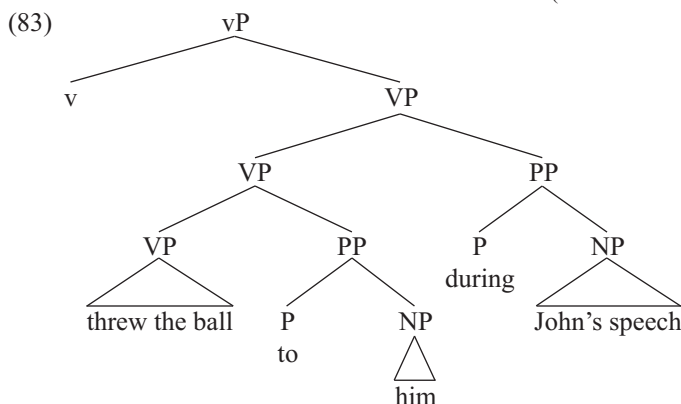 (83) vP
v VP
VP PP
VP PP P NP
during
threw the ball P NP John's speech
to
him